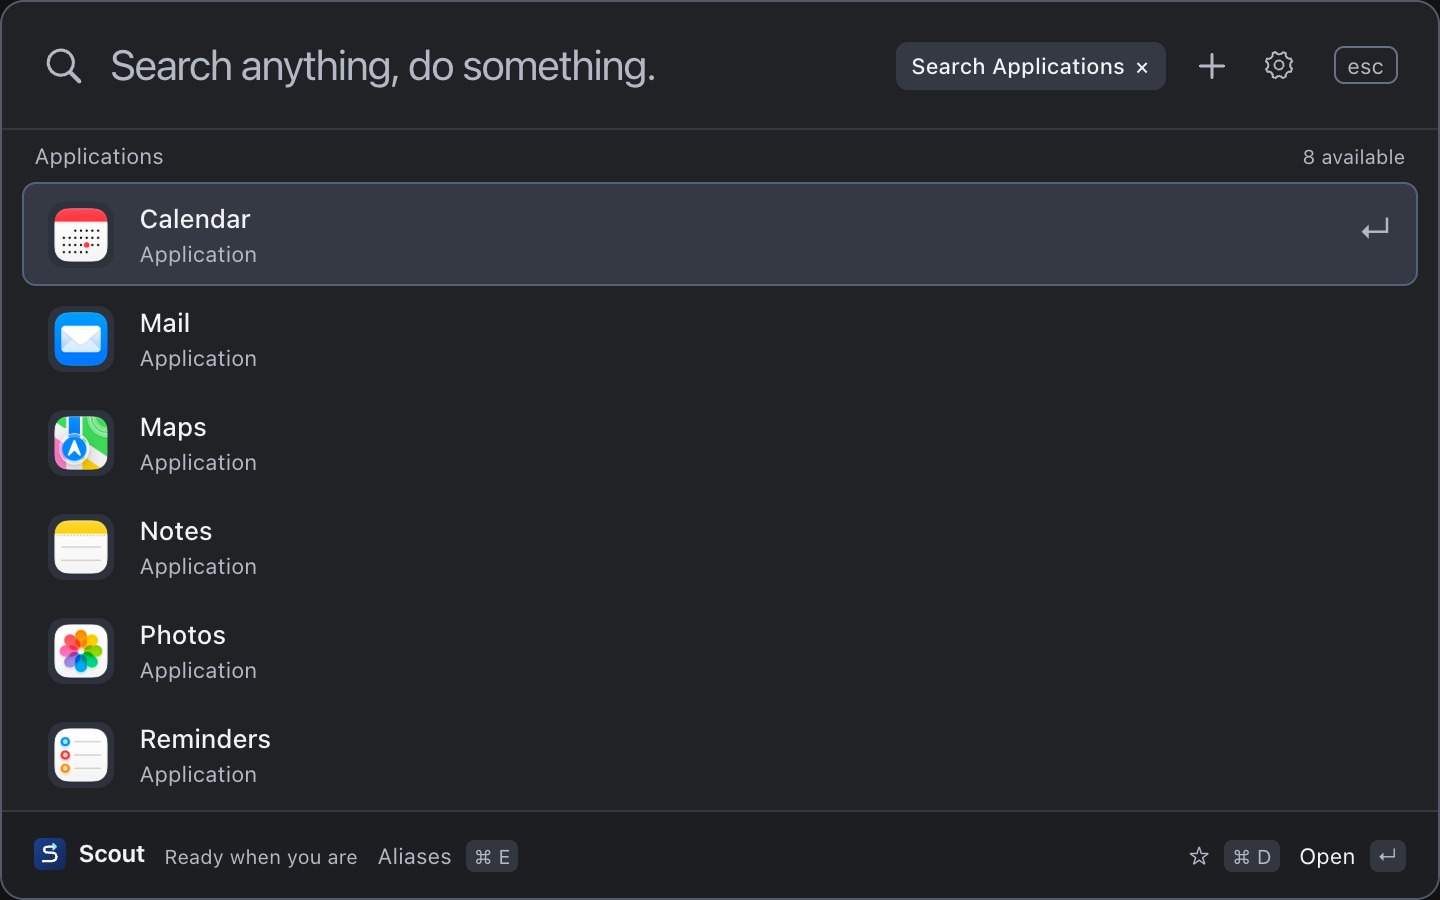 Search anything, do something.
Search Applications ×
esc
Applications
8 available
Calendar
Application
Mail
Application
Maps
Application
Notes
Application
Photos
Application
Reminders
Application
Scout Ready when you are Aliases ⌘ E
☆ ⌘ D Open ↵